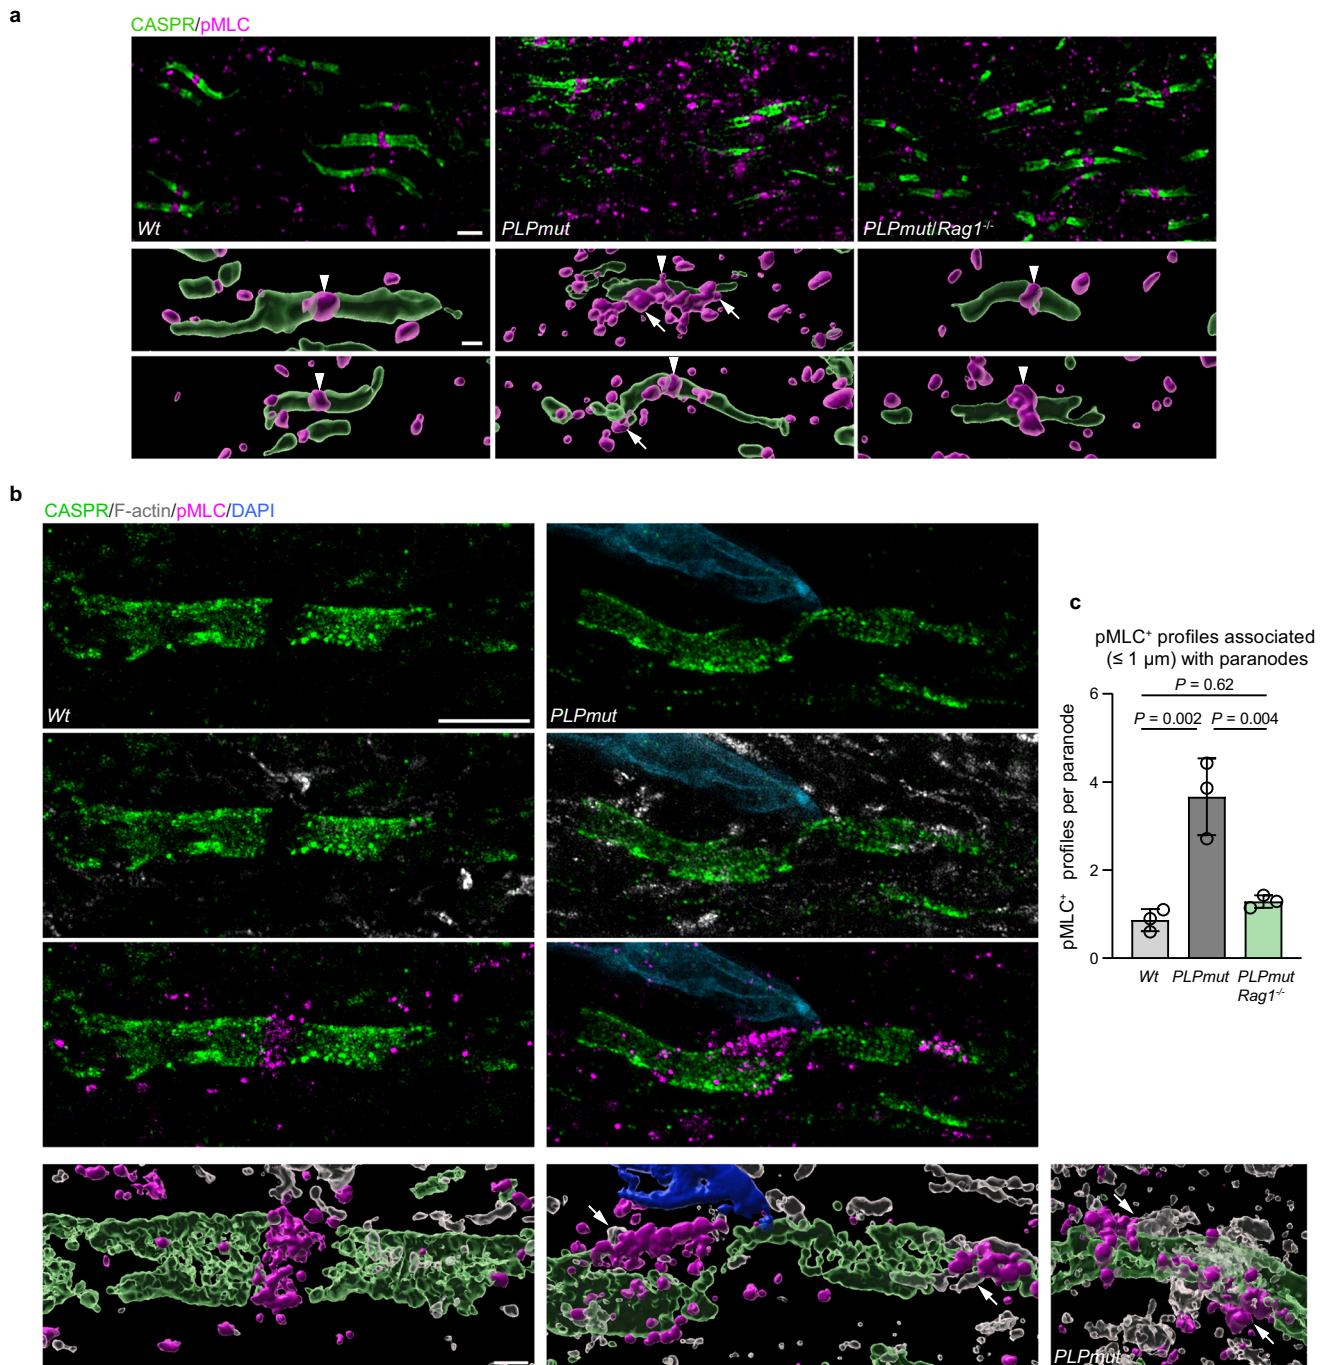 a
CASPR/pMLC
Wt
PLPmut
PLPmut/Rag1-/-
b
CASPR/F-actin/pMLC/DAPI
Wt
PLPmut
PLPmut
c
pMLC+ profiles associated
(≤ 1 µm) with paranodes
P = 0.62
P = 0.002
P = 0.004
pMLC+ profiles per paranode
6
4
2
0
Wt
PLPmut
PLPmut
Rag1-/-